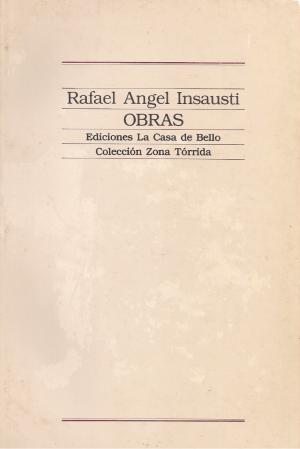 Rafael Angel Insausti
OBRAS
Ediciones La Casa de Bello
Colección Zona Tórrida